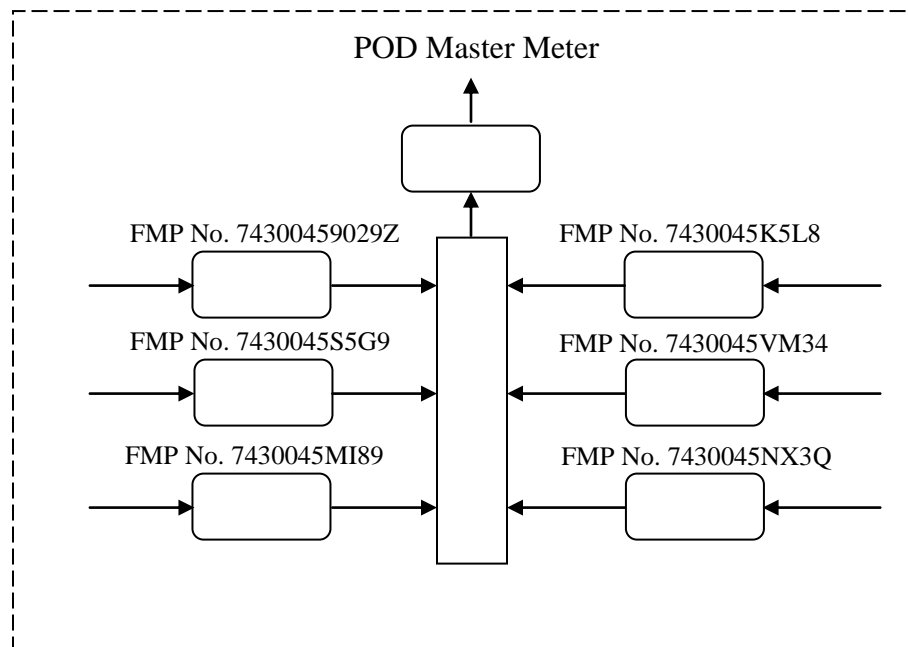 POD Master Meter
FMP No. 74300459029Z
FMP No. 7430045K5L8
FMP No. 7430045S5G9
FMP No. 7430045VM34
FMP No. 7430045MI89
FMP No. 7430045NX3Q